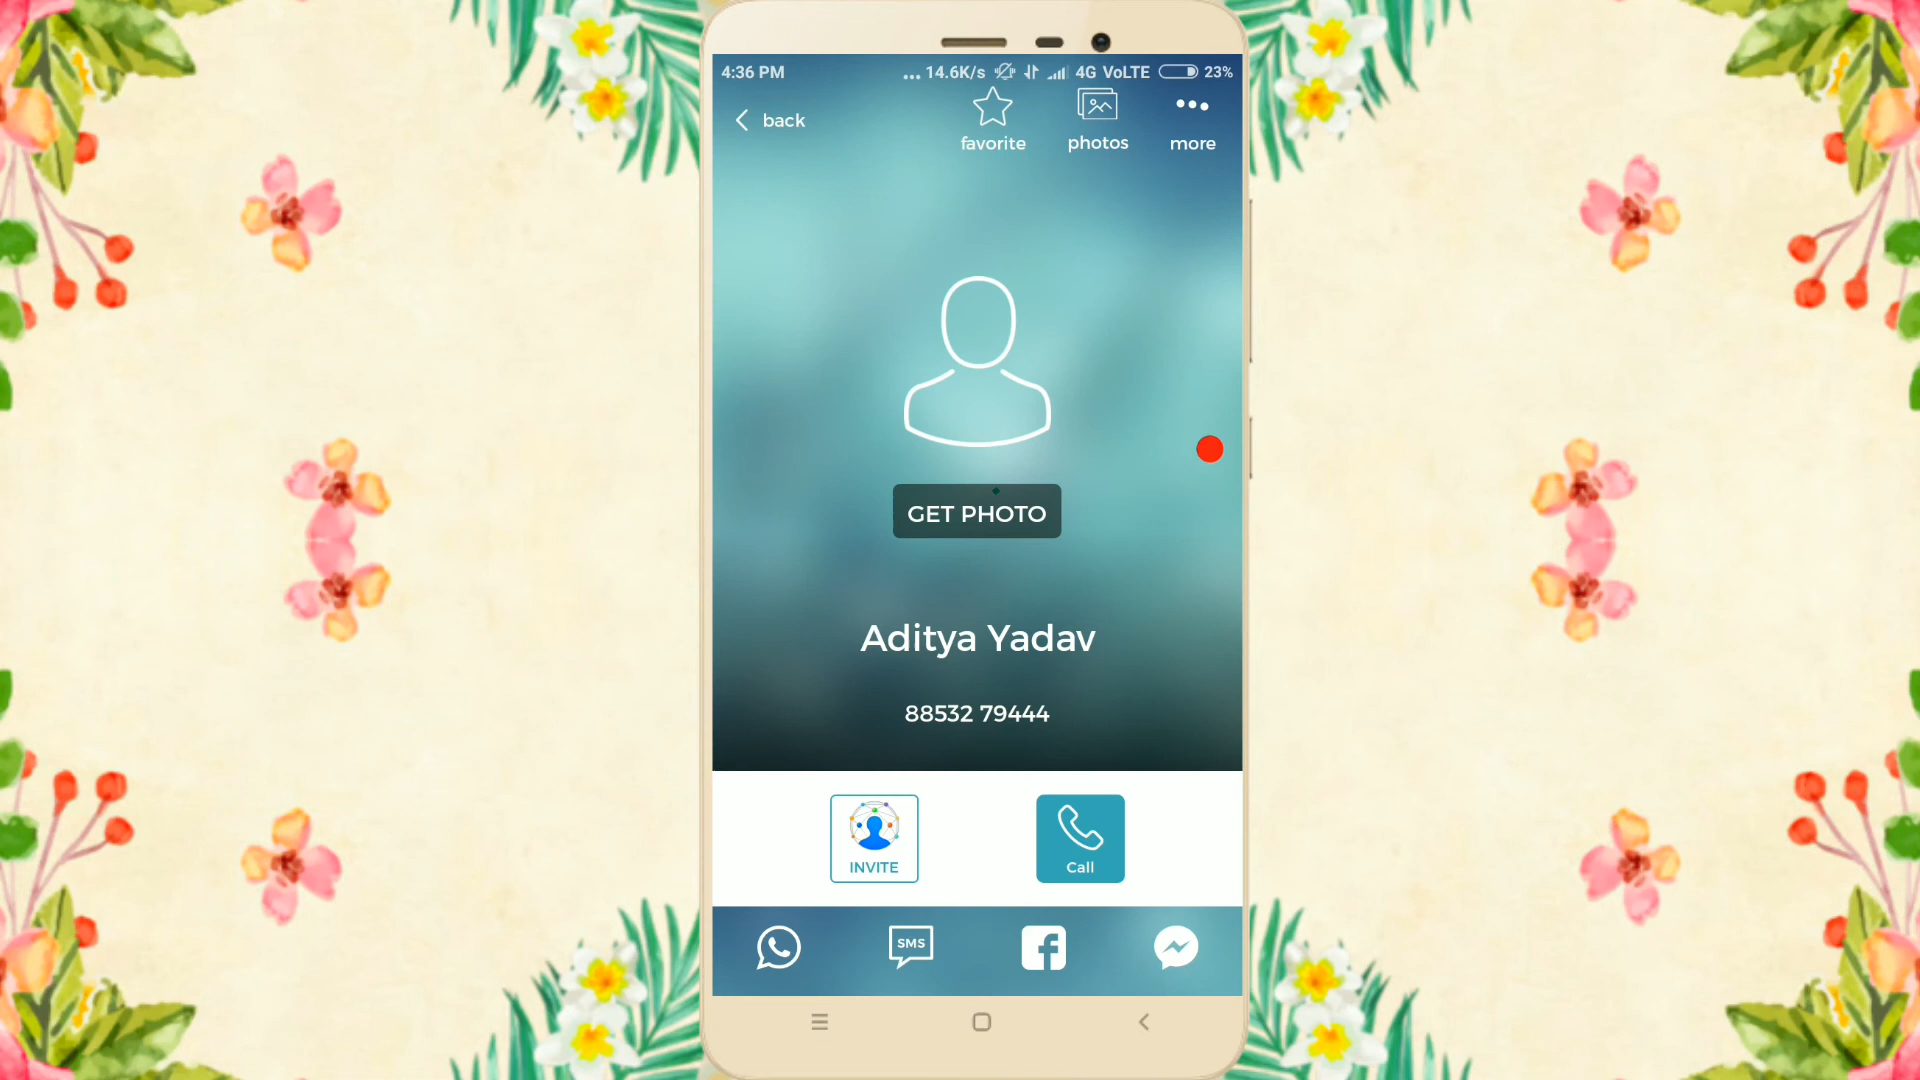 4:36 PM
... 14.6K/s 4G VoLTE 23%
back
favorite
photos
more
GET PHOTO
Aditya Yadav
88532 79444
INVITE
Call
SMS